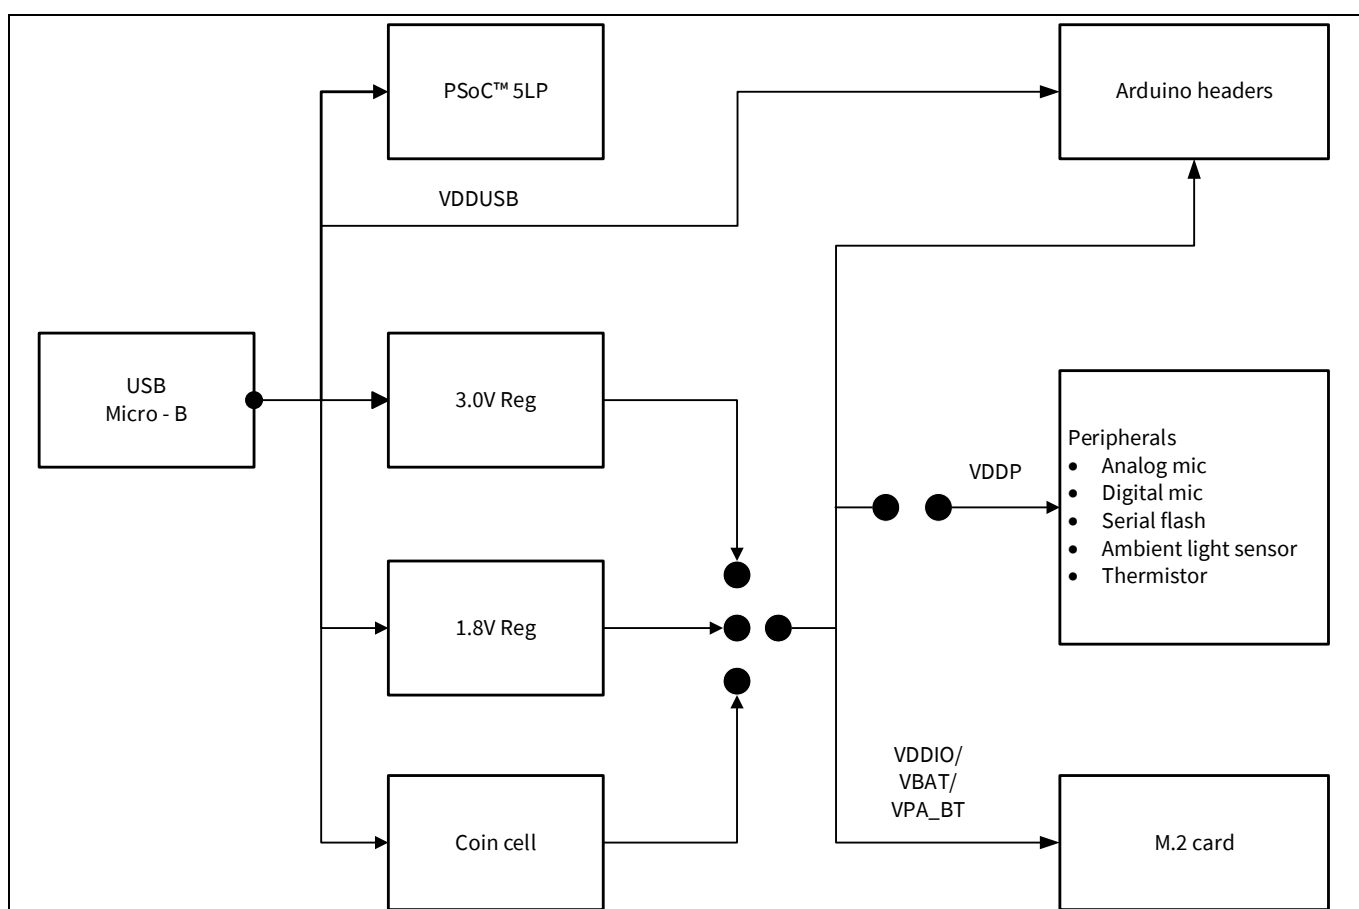 PSoC™ 5LP
Arduino headers
VDDUSB
USB
Micro - B
3.0V Reg
Peripherals
● Analog mic
● Digital mic
● Serial flash
● Ambient light sensor
● Thermistor
VDDP
1.8V Reg
VDDIO/
VBAT/
VPA_BT
Coin cell
M.2 card